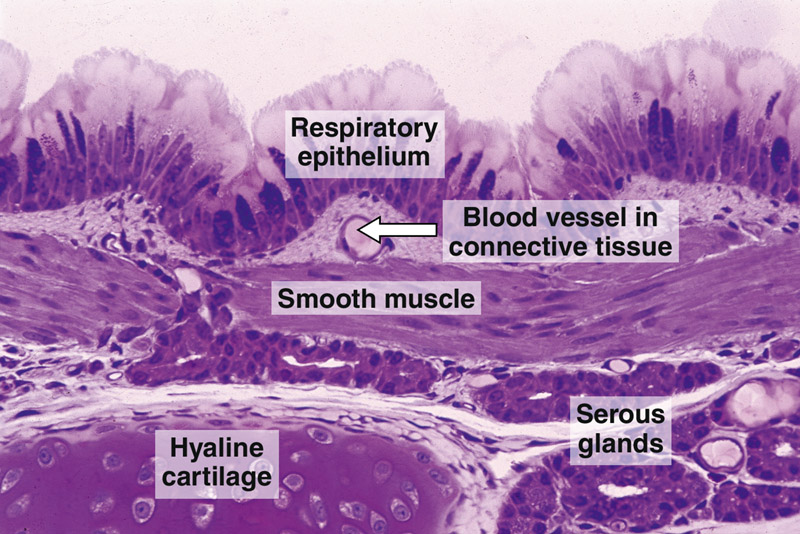 Respiratory
epithelium
Blood vessel in
connective tissue
Smooth muscle
Serous
glands
Hyaline
cartilage